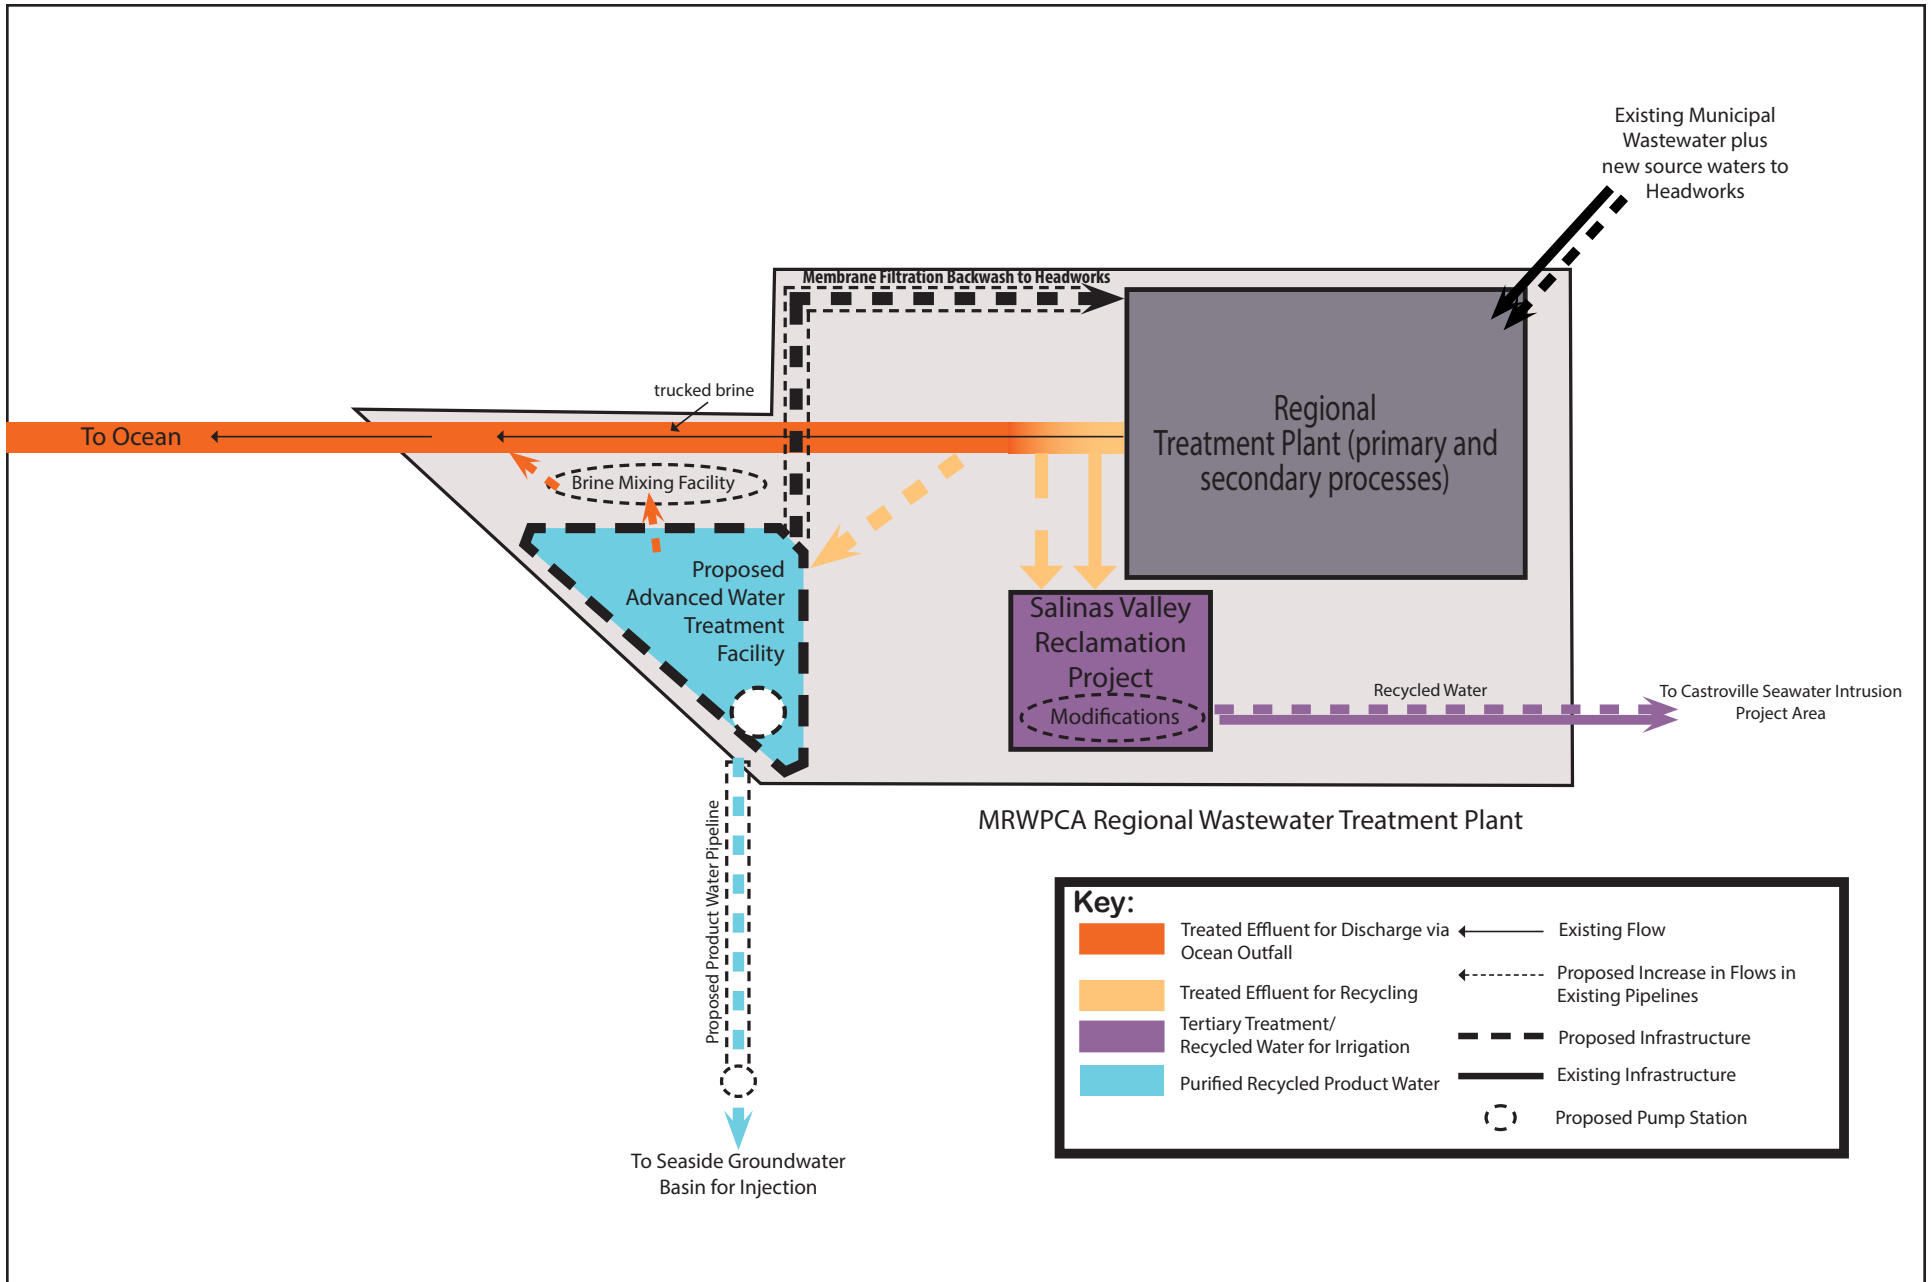 Existing Municipal
Wastewater plus
new source waters to
Headworks
Membrane Filtration Backwash to Headworks
trucked brine
To Ocean
Regional
Treatment Plant (primary and
secondary processes)
Brine Mixing Facility
Proposed
Advanced Water
Treatment
Facility
Salinas Valley
Reclamation
Project
Modifications
Recycled Water
To Castroville Seawater Intrusion
Project Area
Proposed Product Water Pipeline
MRWPCA Regional Wastewater Treatment Plant
To Seaside Groundwater
Basin for Injection
Key:
Treated Effluent for Discharge via
Ocean Outfall
Treated Effluent for Recycling
Tertiary Treatment/
Recycled Water for Irrigation
Purified Recycled Product Water
Existing Flow
Proposed Increase in Flows in
Existing Pipelines
Proposed Infrastructure
Existing Infrastructure
Proposed Pump Station